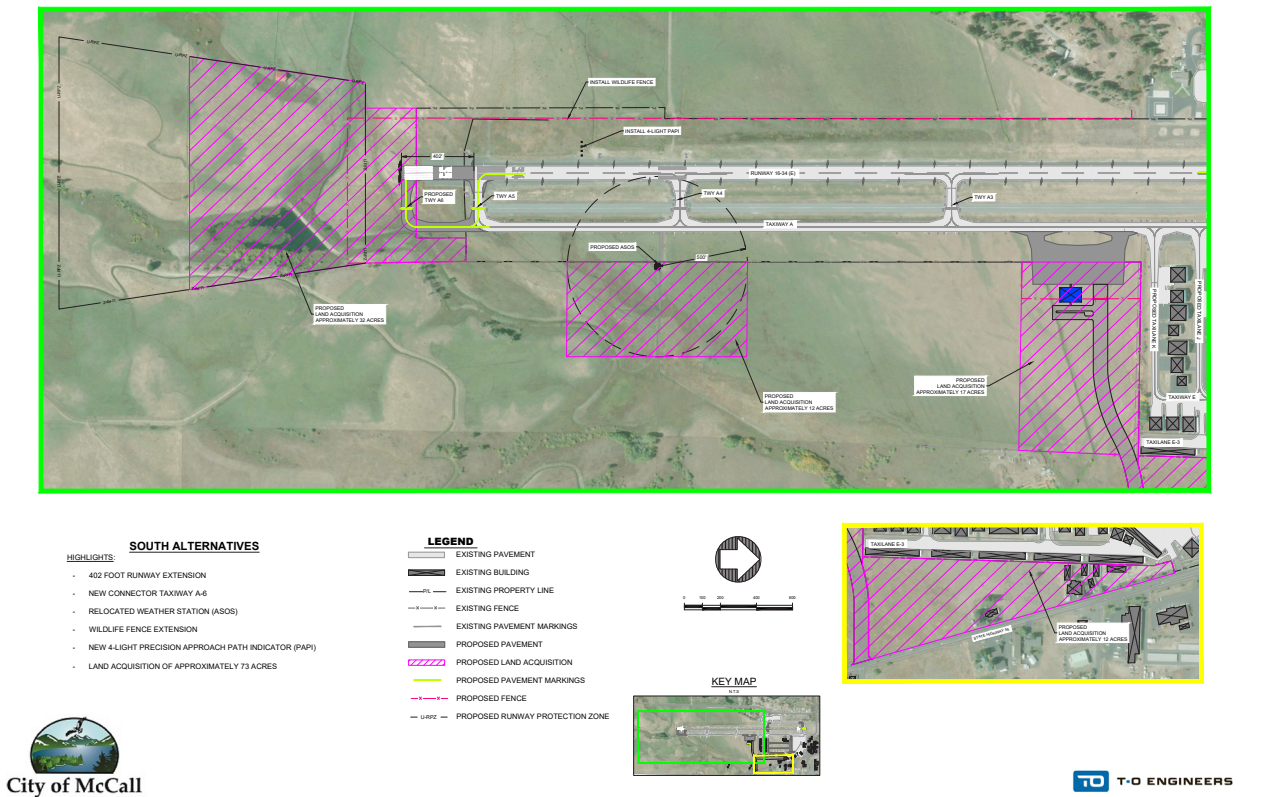 INSTALL WILDLIFE FENCE
INSTALL 4-LIGHT PAPI
402'
RUNWAY 16-34 (E)
PROPOSED
TWY A6
TWY A5
TWY A4
TWY A3
TAXIWAY A
PROPOSED ASOS
500'
PROPOSED
LAND ACQUISITION
APPROXIMATELY 32 ACRES
PROPOSED
LAND ACQUISITION
APPROXIMATELY 12 ACRES
PROPOSED
LAND ACQUISITION
APPROXIMATELY 17 ACRES
PROPOSED TAXILANE K
PROPOSED TAXILANE J
TAXIWAY E
TAXILANE E-3
SOUTH ALTERNATIVES
HIGHLIGHTS:
- 402 FOOT RUNWAY EXTENSION
- NEW CONNECTOR TAXIWAY A-6
- RELOCATED WEATHER STATION (ASOS)
- WILDLIFE FENCE EXTENSION
- NEW 4-LIGHT PRECISION APPROACH PATH INDICATOR (PAPI)
- LAND ACQUISITION OF APPROXIMATELY 73 ACRES
LEGEND
EXISTING PAVEMENT
EXISTING BUILDING
P/L EXISTING PROPERTY LINE
X X EXISTING FENCE
EXISTING PAVEMENT MARKINGS
PROPOSED PAVEMENT
PROPOSED LAND ACQUISITION
PROPOSED PAVEMENT MARKINGS
X X PROPOSED FENCE
U-RPZ PROPOSED RUNWAY PROTECTION ZONE
0 100 200 400 600
KEY MAP
N.T.S
TAXILANE E-3
PROPOSED
LAND ACQUISITION
APPROXIMATELY 12 ACRES
City of McCall
TO T-O ENGINEERS